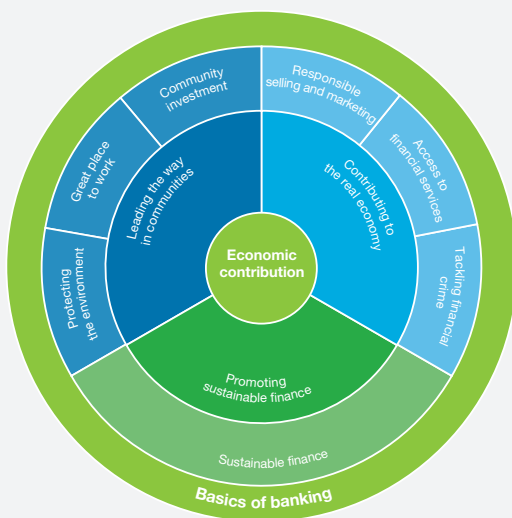 Community
investment
Responsible
selling and marketing
Great place
to work
Access to
financial services
Leading the way
in communities
Contributing to
the real economy
Protecting
the environment
Economic
contribution
Tackling financial
crime
Promoting
sustainable finance
Sustainable finance
Basics of banking